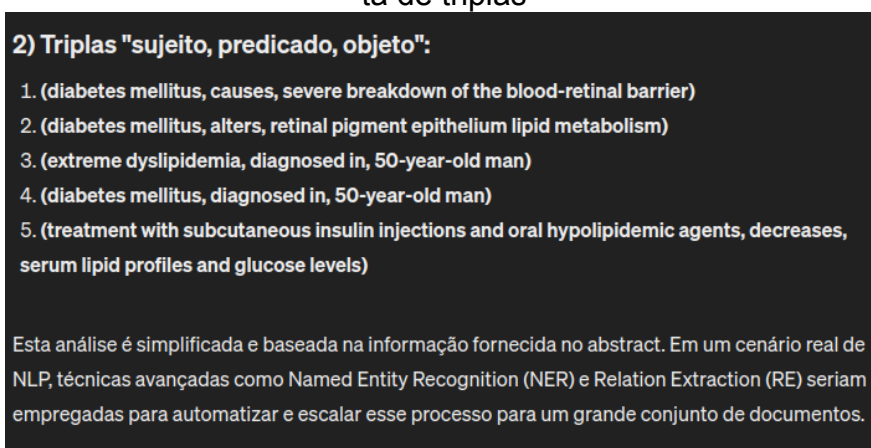 ta de triplas
2) Triplas "sujeito, predicado, objeto":
1. (diabetes mellitus, causes, severe breakdown of the blood-retinal barrier)
2. (diabetes mellitus, alters, retinal pigment epithelium lipid metabolism)
3. (extreme dyslipidemia, diagnosed in, 50-year-old man)
4. (diabetes mellitus, diagnosed in, 50-year-old man)
5. (treatment with subcutaneous insulin injections and oral hypolipidemic agents, decreases,
serum lipid profiles and glucose levels)
Esta análise é simplificada e baseada na informação fornecida no abstract. Em um cenário real de
NLP, técnicas avançadas como Named Entity Recognition (NER) e Relation Extraction (RE) seriam
empregadas para automatizar e escalar esse processo para um grande conjunto de documentos.